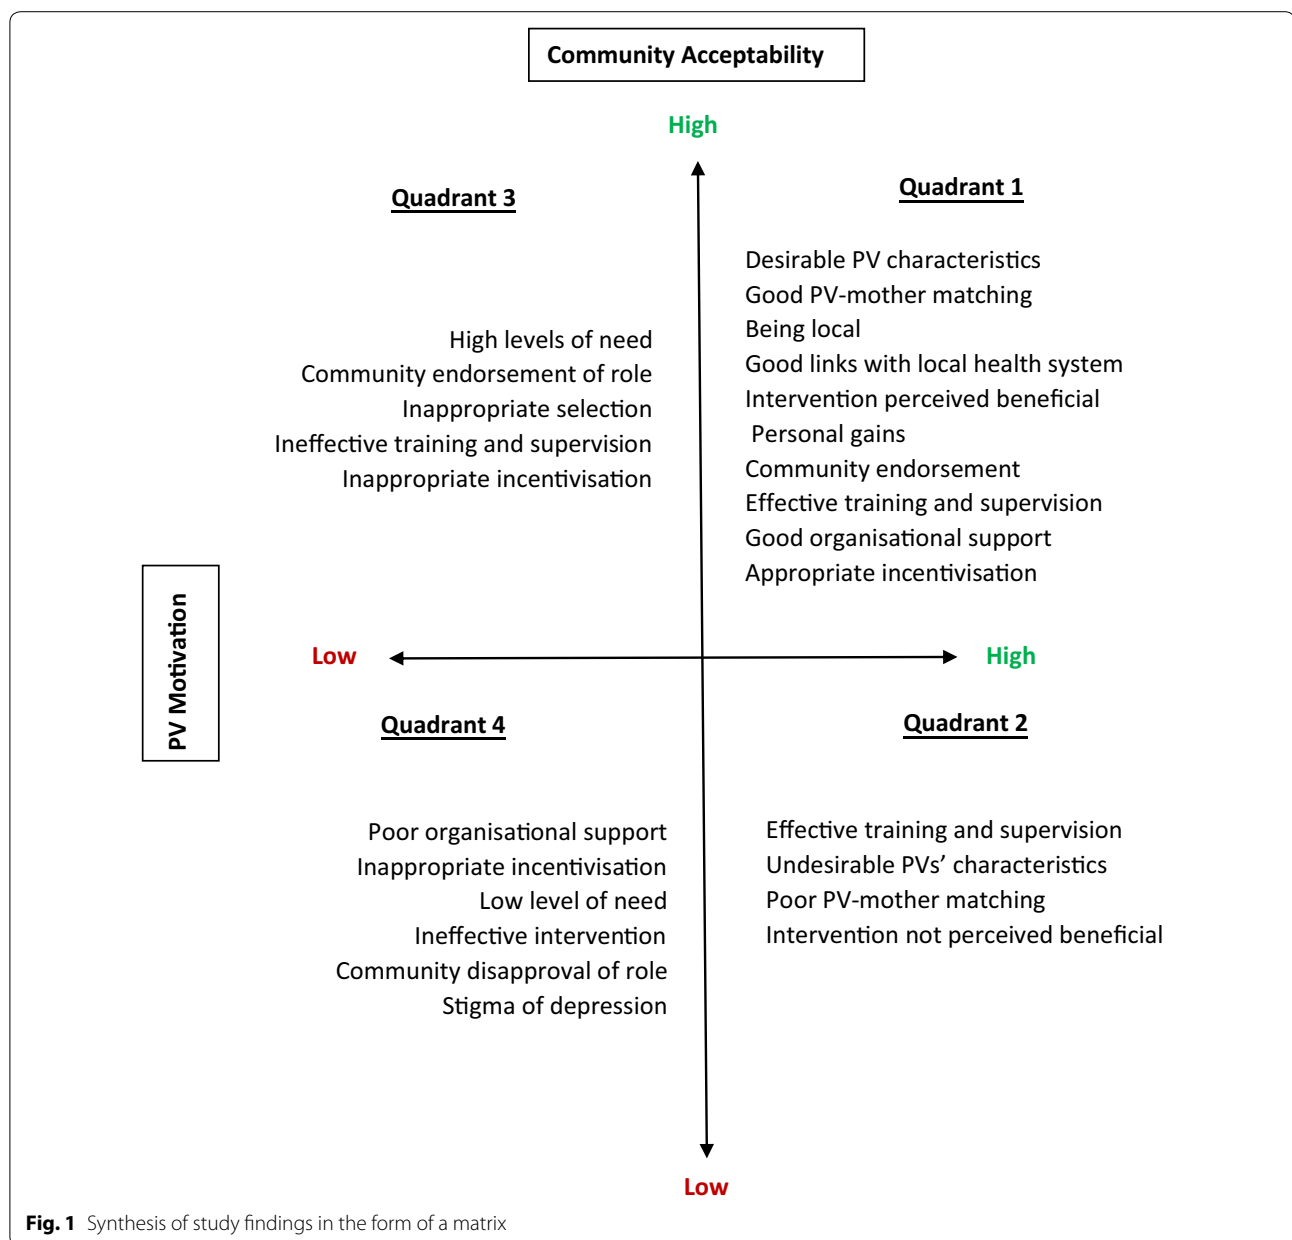 Community Acceptability
High
Quadrant 3
High levels of need
Community endorsement of role
Inappropriate selection
Ineffective training and supervision
Inappropriate incentivisation
Quadrant 1
Desirable PV characteristics
Good PV-mother matching
Being local
Good links with local health system
Intervention perceived beneficial
Personal gains
Community endorsement
Effective training and supervision
Good organisational support
Appropriate incentivisation
PV Motivation
Low
High
Quadrant 4
Poor organisational support
Inappropriate incentivisation
Low level of need
Ineffective intervention
Community disapproval of role
Stigma of depression
Quadrant 2
Effective training and supervision
Undesirable PVs’ characteristics
Poor PV-mother matching
Intervention not perceived beneficial
Low
Fig. 1 Synthesis of study findings in the form of a matrix